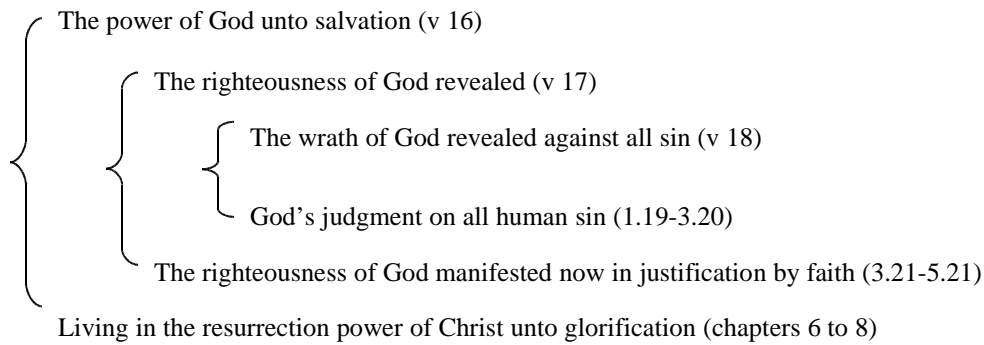 The power of God unto salvation (v 16)
The righteousness of God revealed (v 17)
The wrath of God revealed against all sin (v 18)
God’s judgment on all human sin (1.19-3.20)
The righteousness of God manifested now in justification by faith (3.21-5.21)
Living in the resurrection power of Christ unto glorification (chapters 6 to 8)